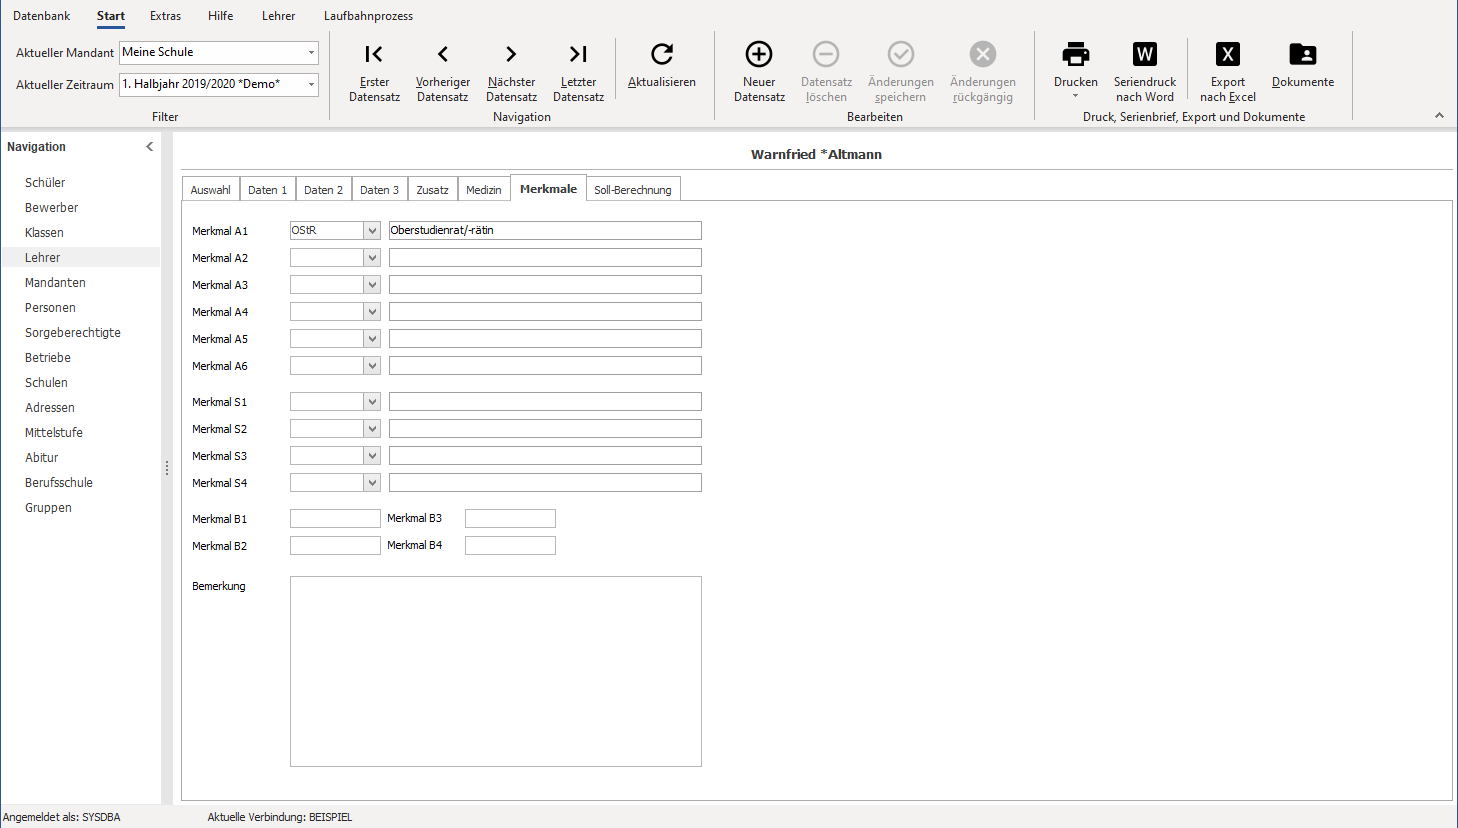 Datenbank Start Extras Hilfe Lehrer Laufbahnprozess
Aktueller Mandant Meine Schule
Aktueller Zeitraum 1. Halbjahr 2019/2020 *Demo*
Filter
Erster Datensatz
Vorheriger Datensatz
Nächster Datensatz
Letzter Datensatz
Aktualisieren
Navigation
Neuer Datensatz
Datensatz löschen
Änderungen speichern
Änderungen rückgängig
Bearbeiten
Drucken
W
Seriendruck nach Word
X
Export nach Excel
Dokumente
Druck, Serienbrief, Export und Dokumente
Navigation
Schüler
Bewerber
Klassen
Lehrer
Mandanten
Personen
Sorgeberechtigte
Betriebe
Schulen
Adressen
Mittelstufe
Abitur
Berufsschule
Gruppen
Warnfried *Altmann
Auswahl Daten 1 Daten 2 Daten 3 Zusatz Medizin Merkmale Soll-Berechnung
Merkmal A1 OStR Oberstudienrat/-rätin
Merkmal A2
Merkmal A3
Merkmal A4
Merkmal A5
Merkmal A6
Merkmal S1
Merkmal S2
Merkmal S3
Merkmal S4
Merkmal B1 Merkmal B3
Merkmal B2 Merkmal B4
Bemerkung
Angemeldet als: SYSDBA Aktuelle Verbindung: BEISPIEL